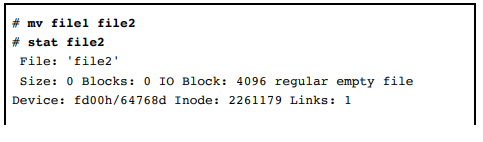 # mv file1 file2
# stat file2
File: 'file2'
Size: 0 Blocks: 0 IO Block: 4096 regular empty file
Device: fd00h/64768d Inode: 2261179 Links: 1